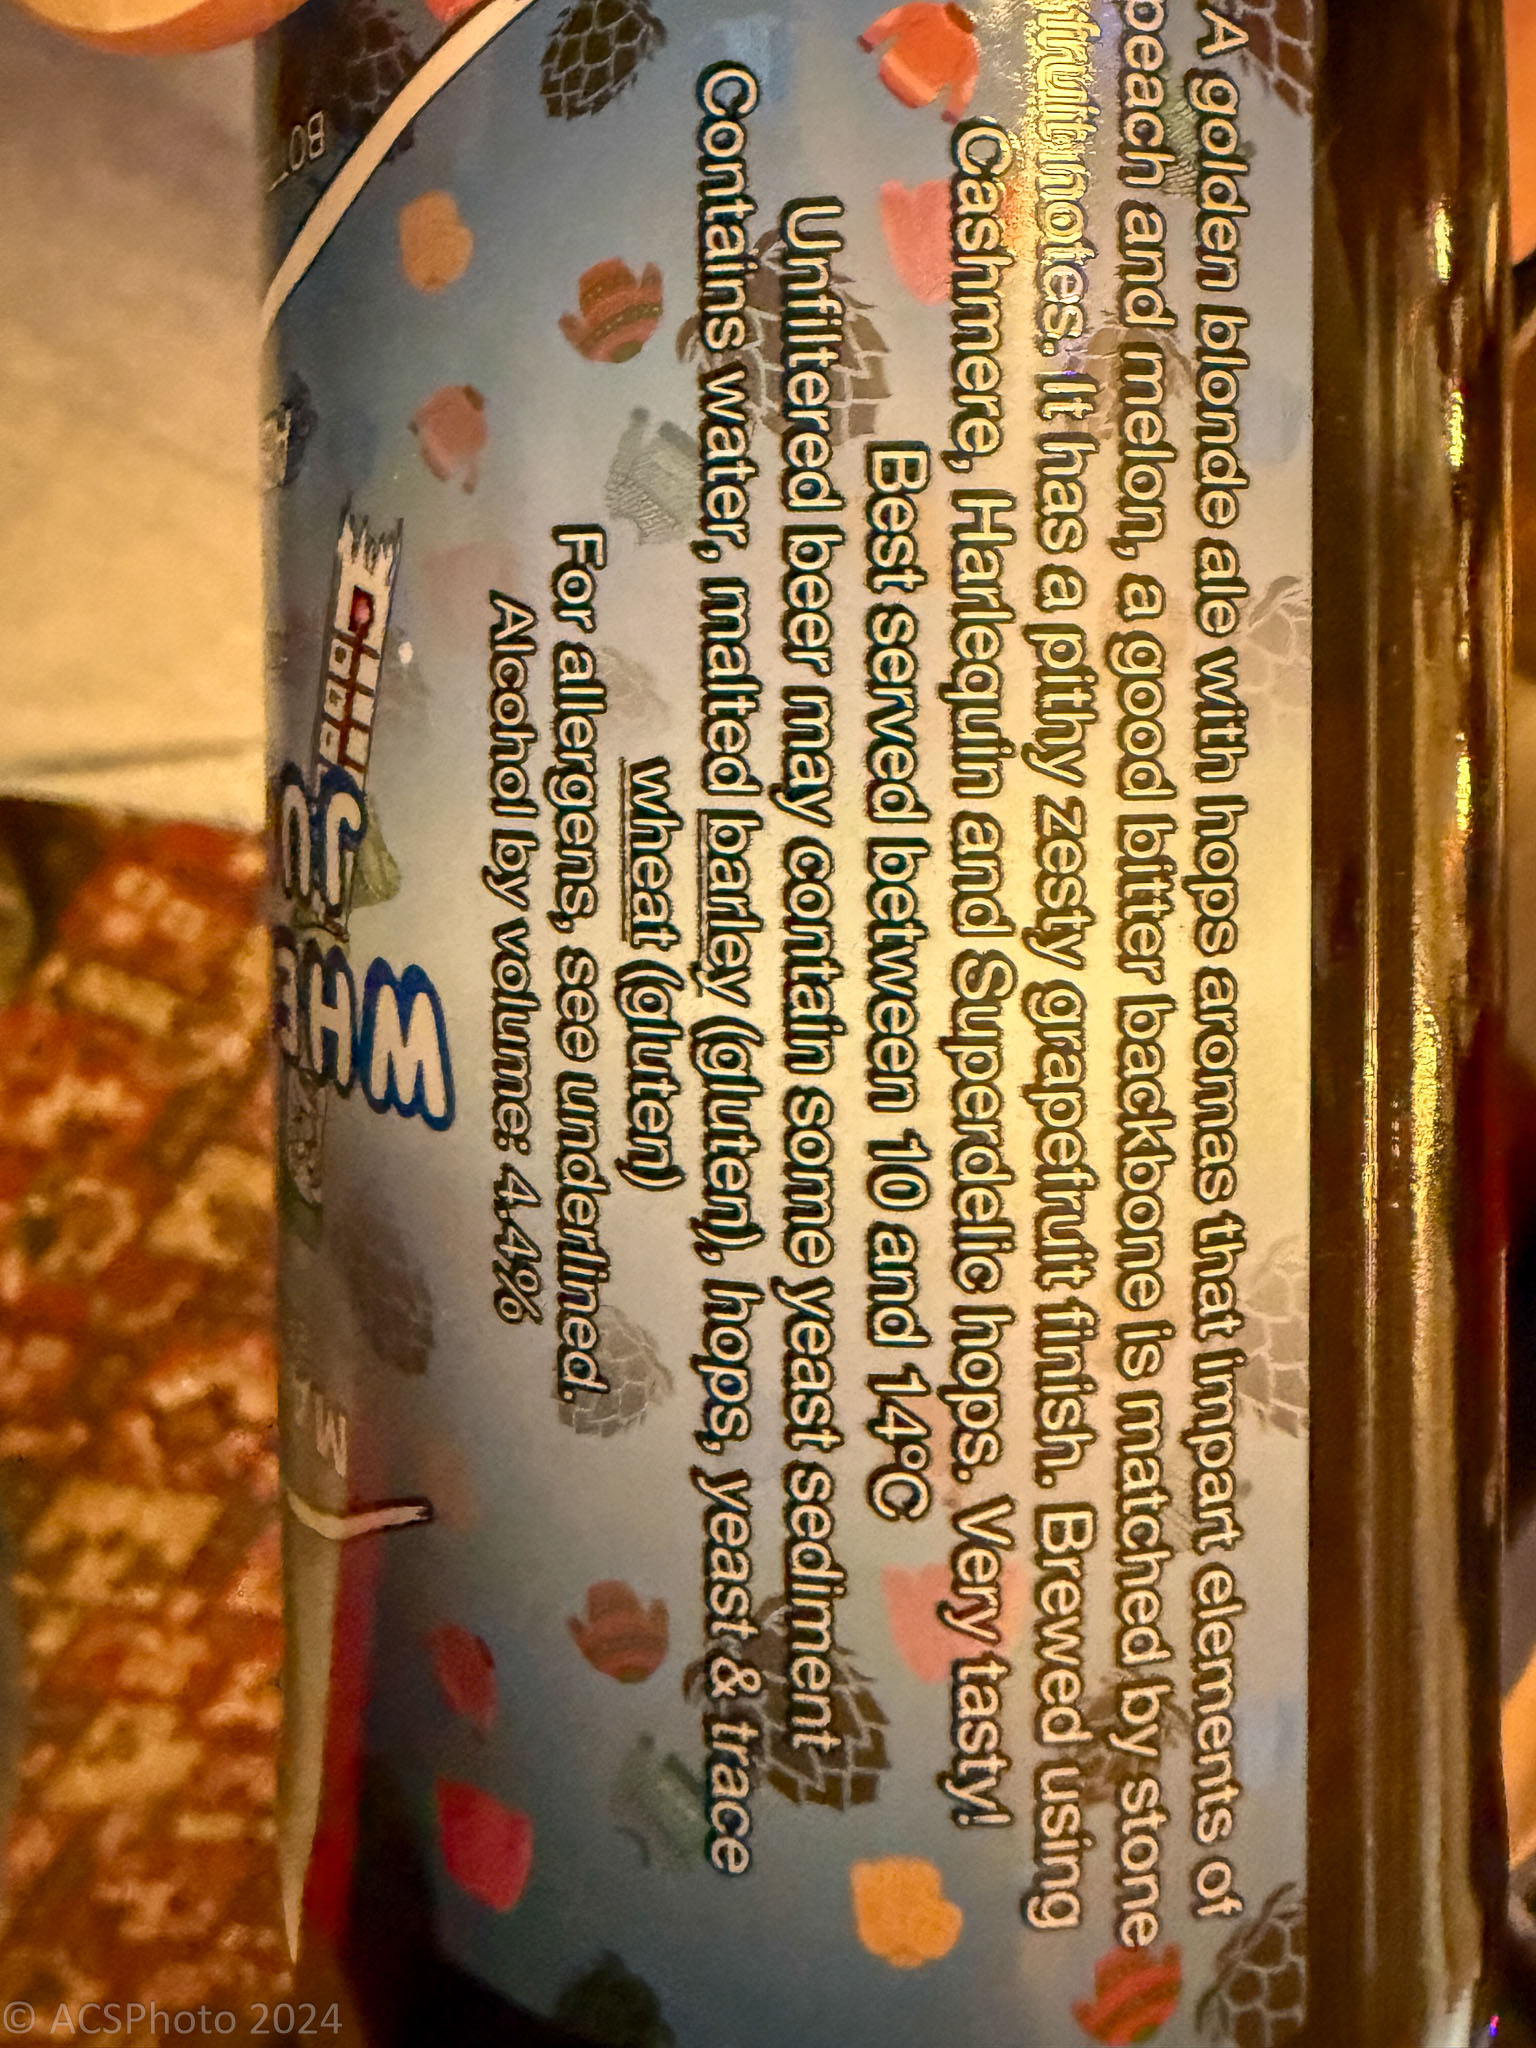 A golden blonde ale with hops aromas that impart elements of
peach and melon, a good bitter backbone is matched by stone
fruit notes. It has a pithy zesty grapefruit finish. Brewed using
Cashmere, Harlequin and Superdelic hops. Very tasty!
Best served between 10 and 14°C
Unfiltered beer may contain some yeast sediment
Contains water, malted barley (gluten), hops, yeast & trace
wheat (gluten)
For allergens, see underlined.
Alcohol by volume: 4.4%
© ACSPhoto 2024